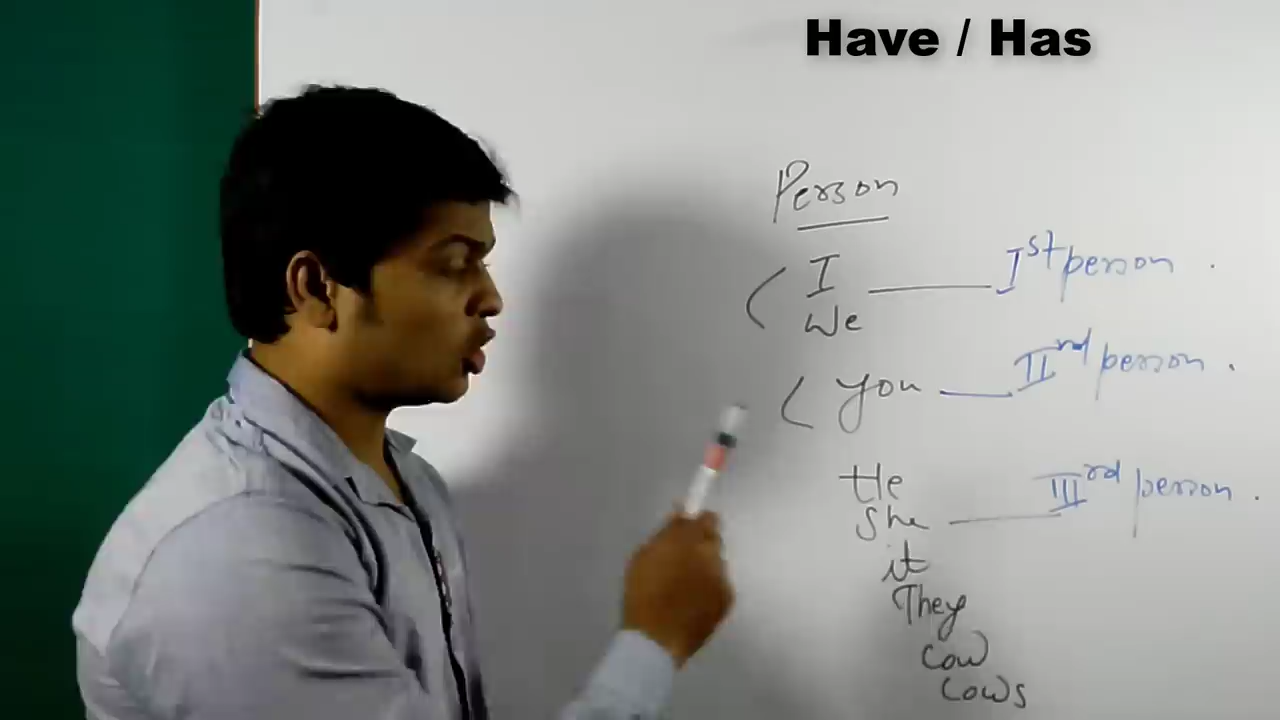 Have / Has
Person
I
Ist person .
We
you
IInd person .
He
She
IIIrd person .
it
They
cow
cows